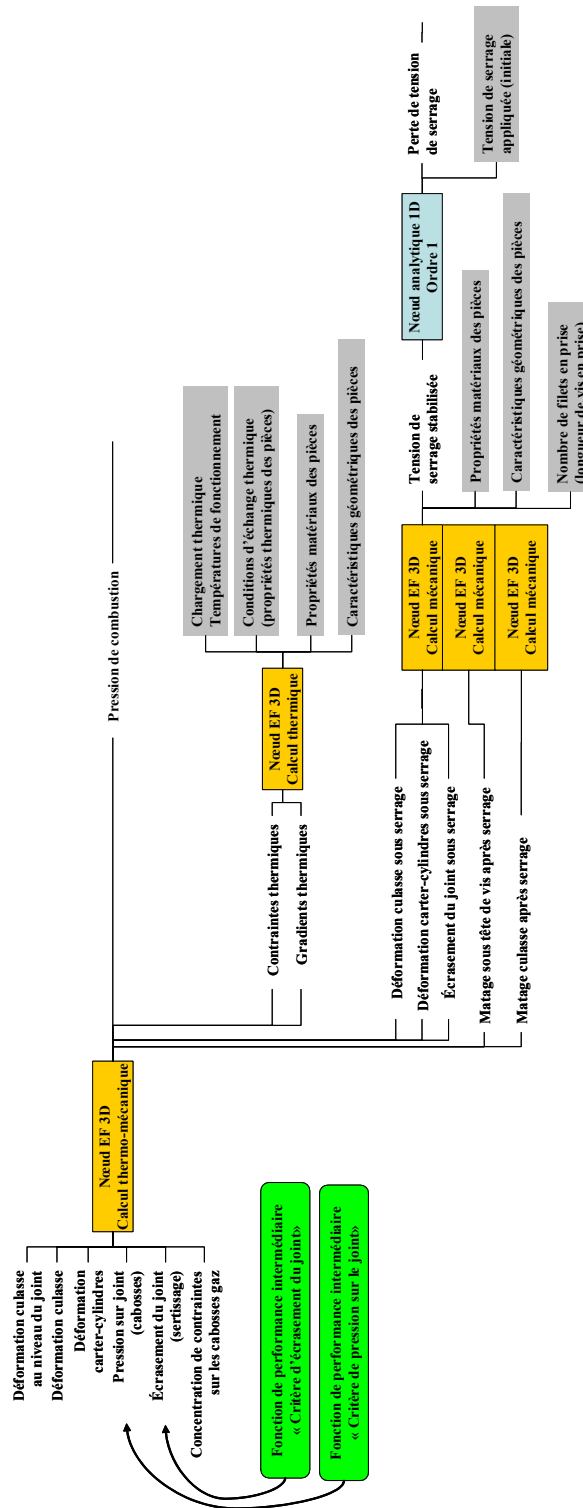 Déformation culasse
au niveau du joint
Déformation culasse
Déformation
carter-cylindres
Pression sur joint
(cabosses)
Écrasement du joint
(sertissage)
Concentration de contraintes
sur les cabosses gaz
Nœud EF 3D
Calcul thermo-mécanique
Pression de combustion
Fonction de performance intermédiaire
« Critère d'écrasement du joint»
Fonction de performance intermédiaire
« Critère de pression sur le joint»
Contraintes thermiques
Gradients thermiques
Nœud EF 3D
Calcul thermique
Chargement thermique
Températures de fonctionnement
Conditions d'échange thermique
(propriétés thermiques des pièces)
Propriétés matériaux des pièces
Caractéristiques géométriques des pièces
Déformation culasse sous serrage
Déformation carter-cylindres sous serrage
Écrasement du joint sous serrage
Matage sous tête de vis après serrage
Matage culasse après serrage
Nœud EF 3D
Calcul mécanique
Nœud EF 3D
Calcul mécanique
Nœud EF 3D
Calcul mécanique
Tension de
serrage stabilisée
Propriétés matériaux des pièces
Caractéristiques géométriques des pièces
Nombre de filets en prise
(longueur de vis en prise)
Nœud analytique 1D
Ordre 1
Perte de tension
de serrage
Tension de serrage
appliquée (initiale)